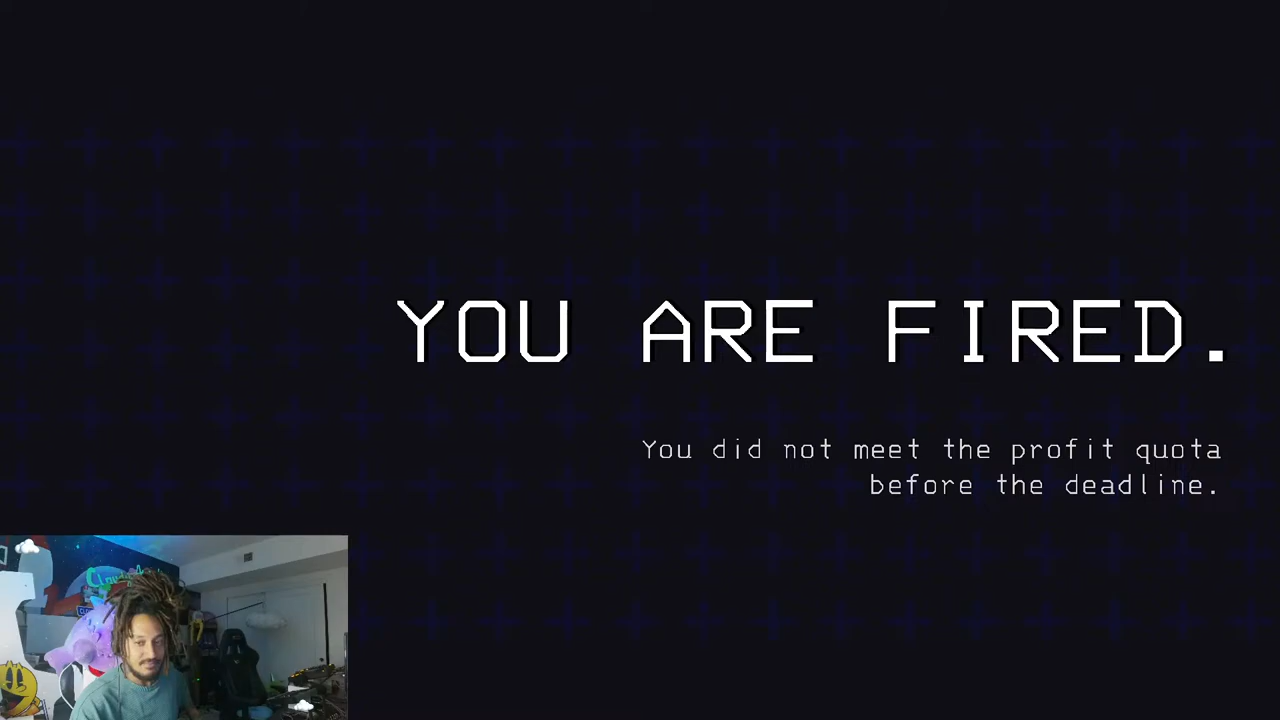 YOU ARE FIRED.
You did not meet the profit quota
before the deadline.